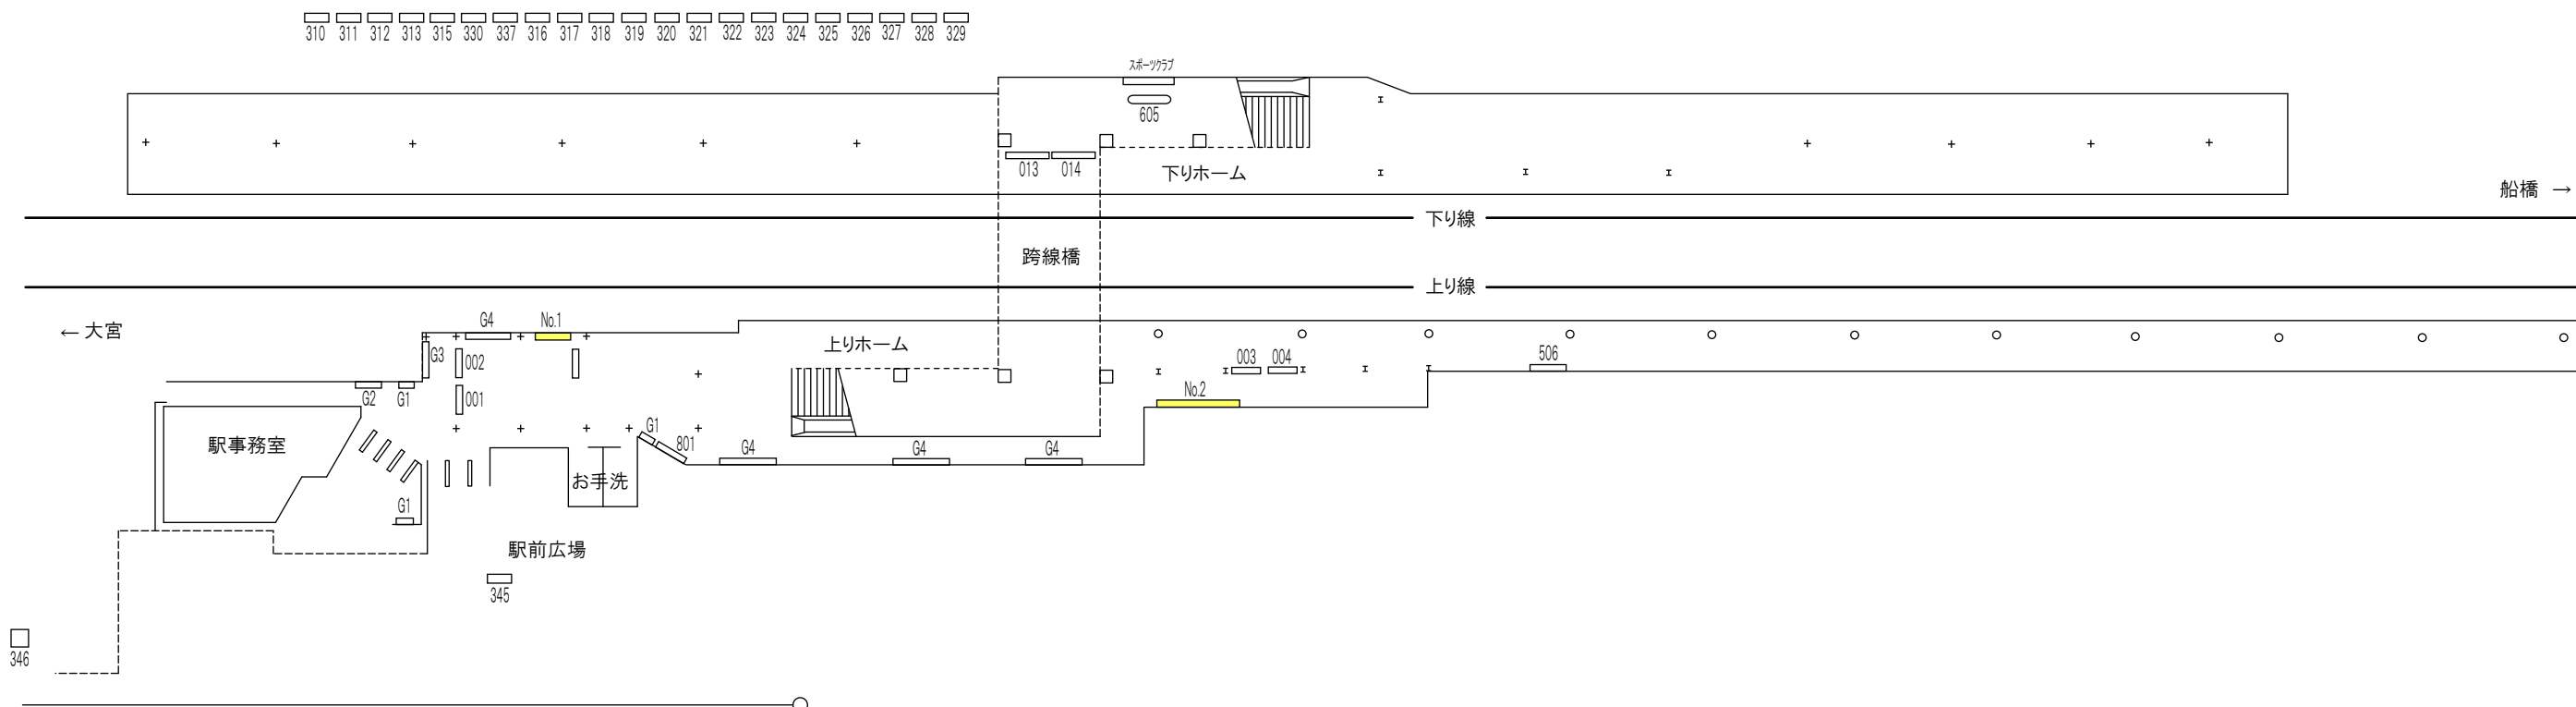 310 311 312 313 315 330 337 316 317 318 319 320 321 322 323 324 325 326 327 328 329
スポーツクラブ
605
013 014
下りホーム
船橋 →
下り線
跨線橋
上り線
← 大宮
G4 No.1
上りホーム
G3 002
003 004 506
G2 G1 001
No.2
G1 801
駅事務室
G4 G4 G4
お手洗
G1
駅前広場
345
346